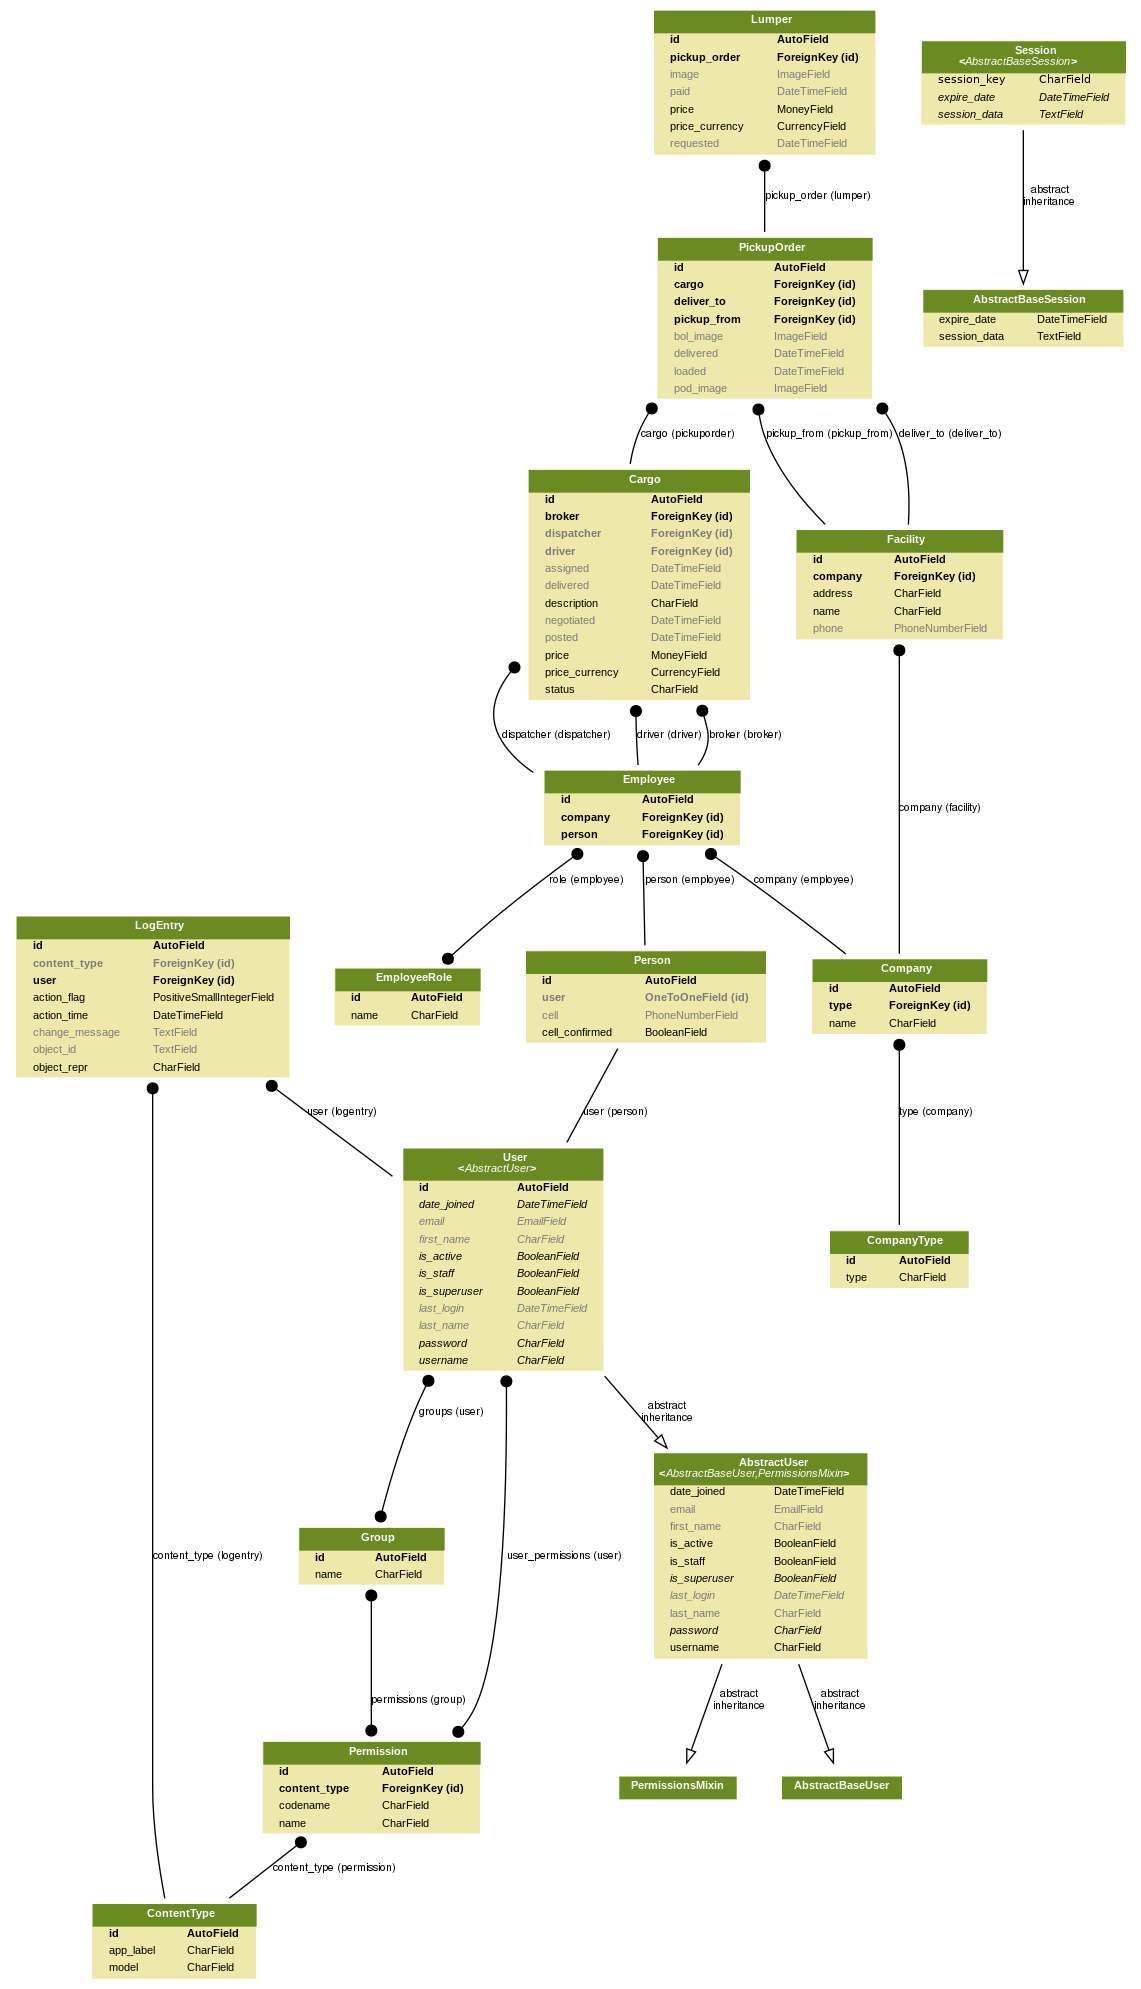 Lumper
id AutoField
pickup_order ForeignKey (id)
image ImageField
paid DateTimeField
price MoneyField
price_currency CurrencyField
requested DateTimeField
Session
<AbstractBaseSession>
session_key CharField
expire_date DateTimeField
session_data TextField
pickup_order (lumper)
abstract
inheritance
PickupOrder
id AutoField
cargo ForeignKey (id)
deliver_to ForeignKey (id)
pickup_from ForeignKey (id)
bol_image ImageField
delivered DateTimeField
loaded DateTimeField
pod_image ImageField
AbstractBaseSession
expire_date DateTimeField
session_data TextField
cargo (pickuporder)
pickup_from (pickup_from)
deliver_to (deliver_to)
Cargo
id AutoField
broker ForeignKey (id)
dispatcher ForeignKey (id)
driver ForeignKey (id)
assigned DateTimeField
delivered DateTimeField
description CharField
negotiated DateTimeField
posted DateTimeField
price MoneyField
price_currency CurrencyField
status CharField
Facility
id AutoField
company ForeignKey (id)
address CharField
name CharField
phone PhoneNumberField
dispatcher (dispatcher)
driver (driver)
broker (broker)
company (facility)
Employee
id AutoField
company ForeignKey (id)
person ForeignKey (id)
role (employee)
person (employee)
company (employee)
LogEntry
id AutoField
content_type ForeignKey (id)
user ForeignKey (id)
action_flag PositiveSmallIntegerField
action_time DateTimeField
change_message TextField
object_id TextField
object_repr CharField
EmployeeRole
id AutoField
name CharField
Person
id AutoField
user OneToOneField (id)
cell PhoneNumberField
cell_confirmed BooleanField
Company
id AutoField
type ForeignKey (id)
name CharField
user (logentry)
user (person)
type (company)
User
<AbstractUser>
id AutoField
date_joined DateTimeField
email EmailField
first_name CharField
is_active BooleanField
is_staff BooleanField
is_superuser BooleanField
last_login DateTimeField
last_name CharField
password CharField
username CharField
CompanyType
id AutoField
type CharField
groups (user)
abstract
inheritance
AbstractUser
<AbstractBaseUser,PermissionsMixin>
date_joined DateTimeField
email EmailField
first_name CharField
is_active BooleanField
is_staff BooleanField
is_superuser BooleanField
last_login DateTimeField
last_name CharField
password CharField
username CharField
Group
id AutoField
name CharField
content_type (logentry)
user_permissions (user)
permissions (group)
abstract
inheritance
abstract
inheritance
Permission
id AutoField
content_type ForeignKey (id)
codename CharField
name CharField
PermissionsMixin
AbstractBaseUser
content_type (permission)
ContentType
id AutoField
app_label CharField
model CharField